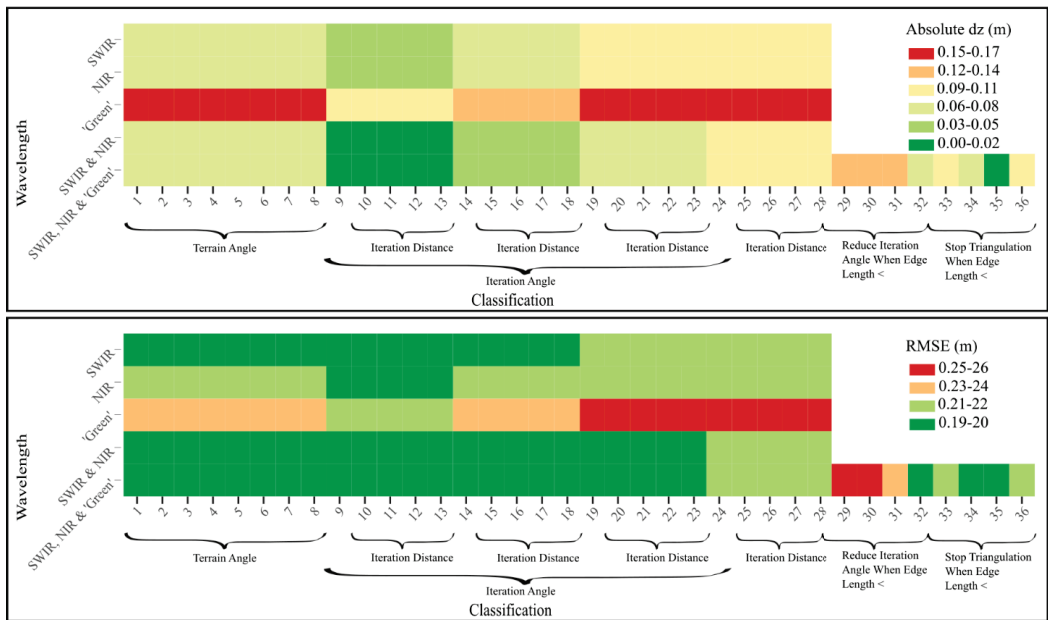 Absolute dz (m)
0.15-0.17
0.12-0.14
0.09-0.11
0.06-0.08
0.03-0.05
0.00-0.02
Wavelength
SWIR
NIR
'Green'
SWIR & NIR
SWIR, NIR & 'Green'
1 2 3 4 5 6 7 8 9 10 11 12 13 14 15 16 17 18 19 20 21 22 23 24 25 26 27 28 29 30 31 32 33 34 35 36
Terrain Angle
Iteration Distance
Iteration Distance
Iteration Distance
Iteration Distance
Reduce Iteration
Angle When Edge
Length <
Stop Triangulation
When Edge
Length <
Iteration Angle
Classification
RMSE (m)
0.25-26
0.23-24
0.21-22
0.19-20
Wavelength
SWIR
NIR
'Green'
SWIR & NIR
SWIR, NIR & 'Green'
1 2 3 4 5 6 7 8 9 10 11 12 13 14 15 16 17 18 19 20 21 22 23 24 25 26 27 28 29 30 31 32 33 34 35 36
Terrain Angle
Iteration Distance
Iteration Distance
Iteration Distance
Iteration Distance
Reduce Iteration
Angle When Edge
Length <
Stop Triangulation
When Edge
Length <
Iteration Angle
Classification